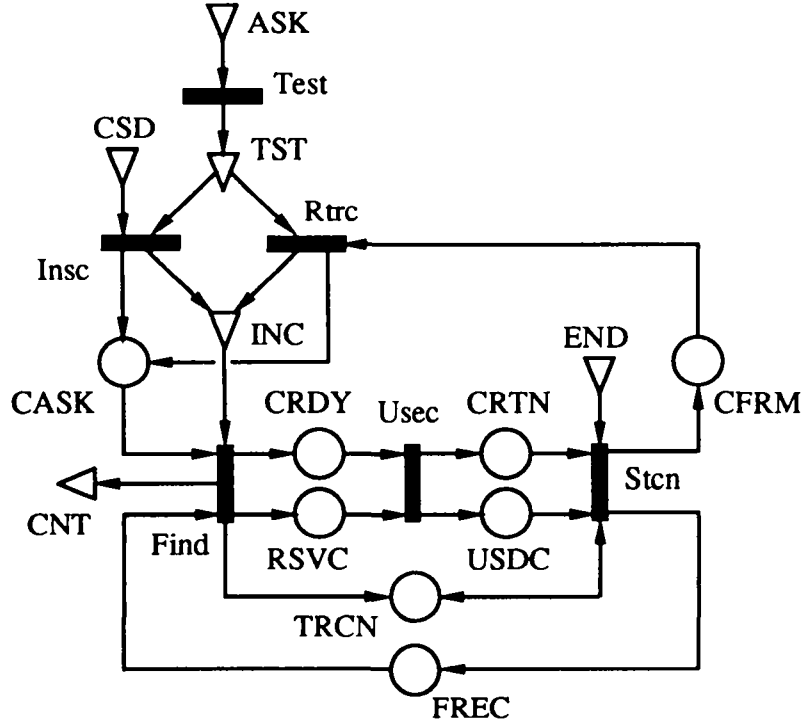 ASK
Test
CSD
TST
Rtrc
Insc
INC
END
CASK
CRDY
Usec
CRTN
CFRM
Stcn
CNT
Find
RSVC
USDC
TRCN
FREC